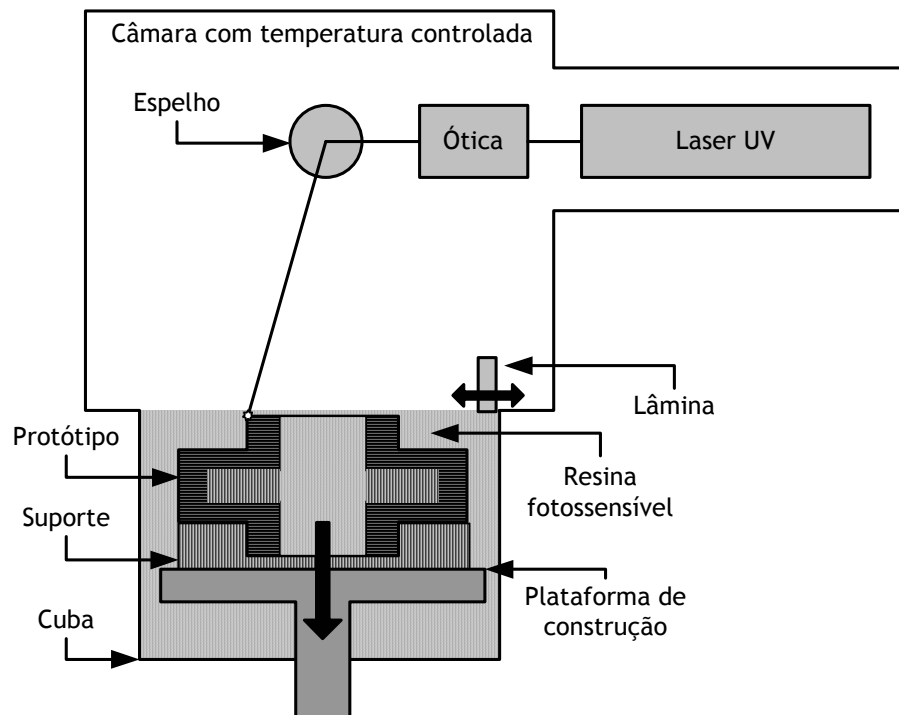 Câmara com temperatura controlada
Espelho
Ótica
Laser UV
Lâmina
Protótipo
Resina
fotossensível
Suporte
Plataforma de
construção
Cuba